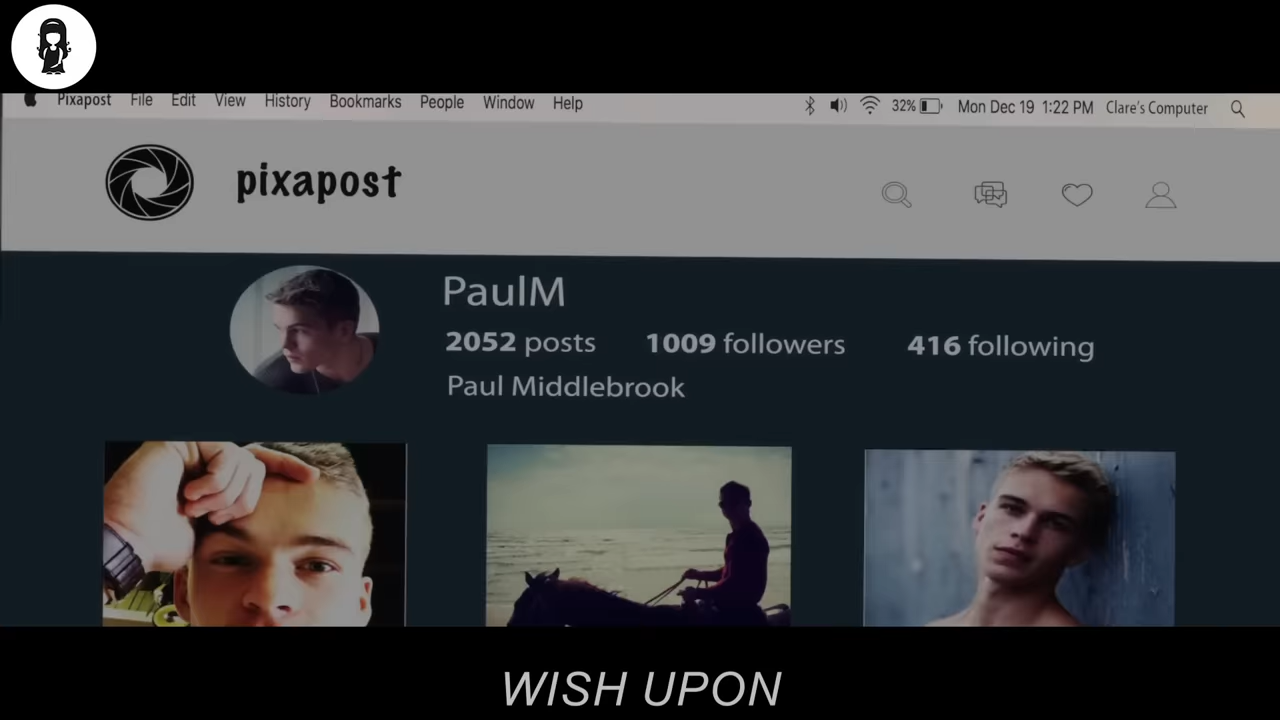 Pixapost File Edit View History Bookmarks People Window Help 32% Mon Dec 19 1:22 PM Clare's Computer
pixapost
PaulM
2052 posts 1009 followers 416 following
Paul Middlebrook
WISH UPON